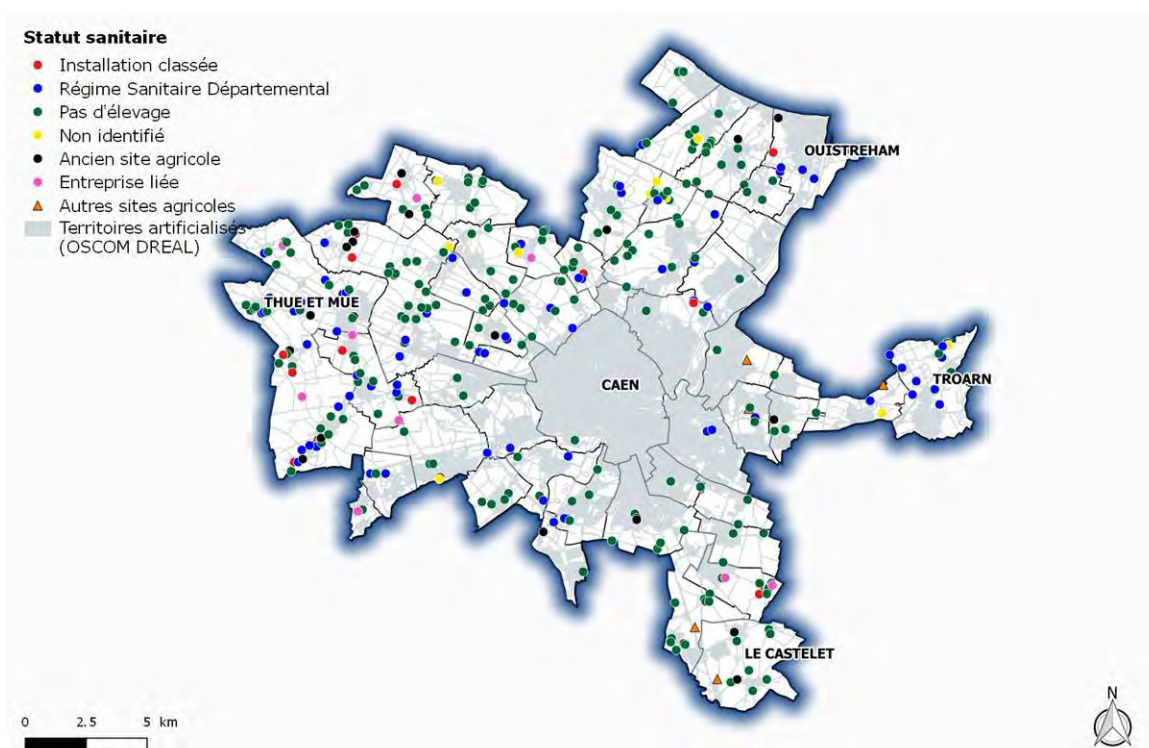 Statut sanitaire
Installation classée
Régime Sanitaire Départemental
Pas d'élevage
Non identifié
Ancien site agricole
Entreprise liée
Autres sites agricoles
Territoires artificialisés
(OSCOM DREAL)
OUISTREHAM
THUE ET MUE
CAEN
TROARN
LE CASTELET
0 2.5 5 km
N